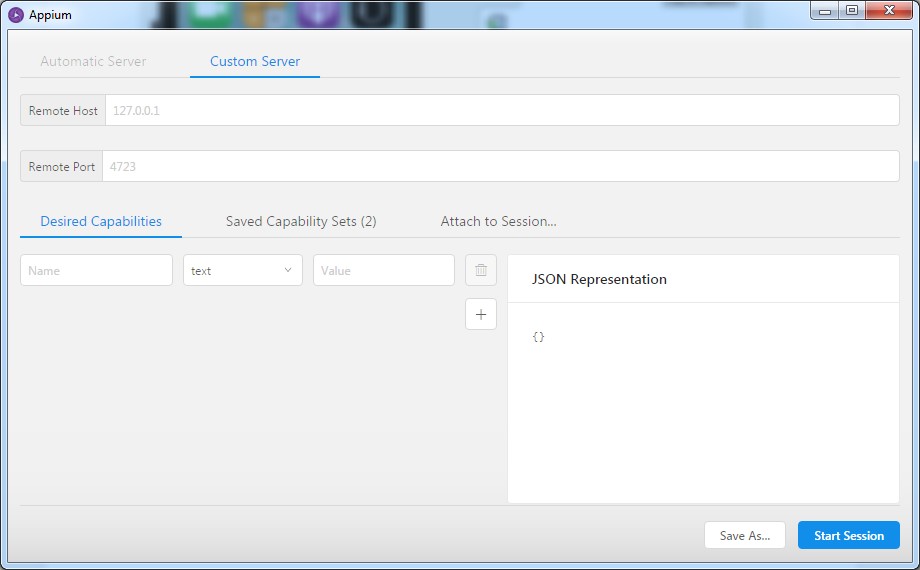 Appium
Automatic Server Custom Server
Remote Host 127.0.0.1
Remote Port 4723
Desired Capabilities Saved Capability Sets (2) Attach to Session...
Name text Value
JSON Representation
{}
Save As... Start Session